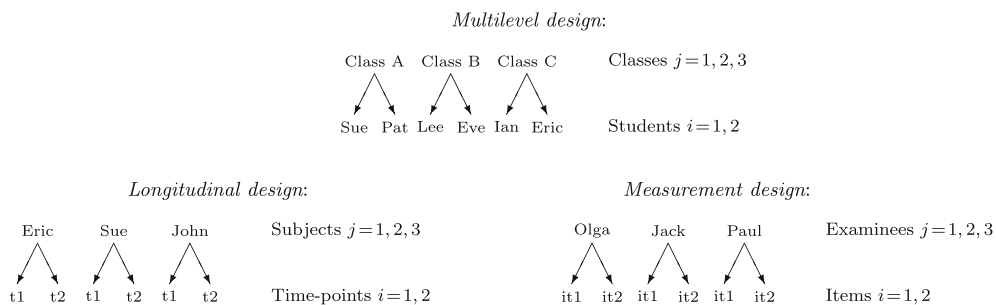 Multilevel design:
Class A Class B Class C Classes j = 1, 2, 3
Sue Pat Lee Eve Ian Eric Students i = 1, 2
Longitudinal design:
Eric Sue John Subjects j = 1, 2, 3
t1 t2 t1 t2 t1 t2 Time-points i = 1, 2
Measurement design:
Olga Jack Paul Examinees j = 1, 2, 3
it1 it2 it1 it2 it1 it2 Items i = 1, 2